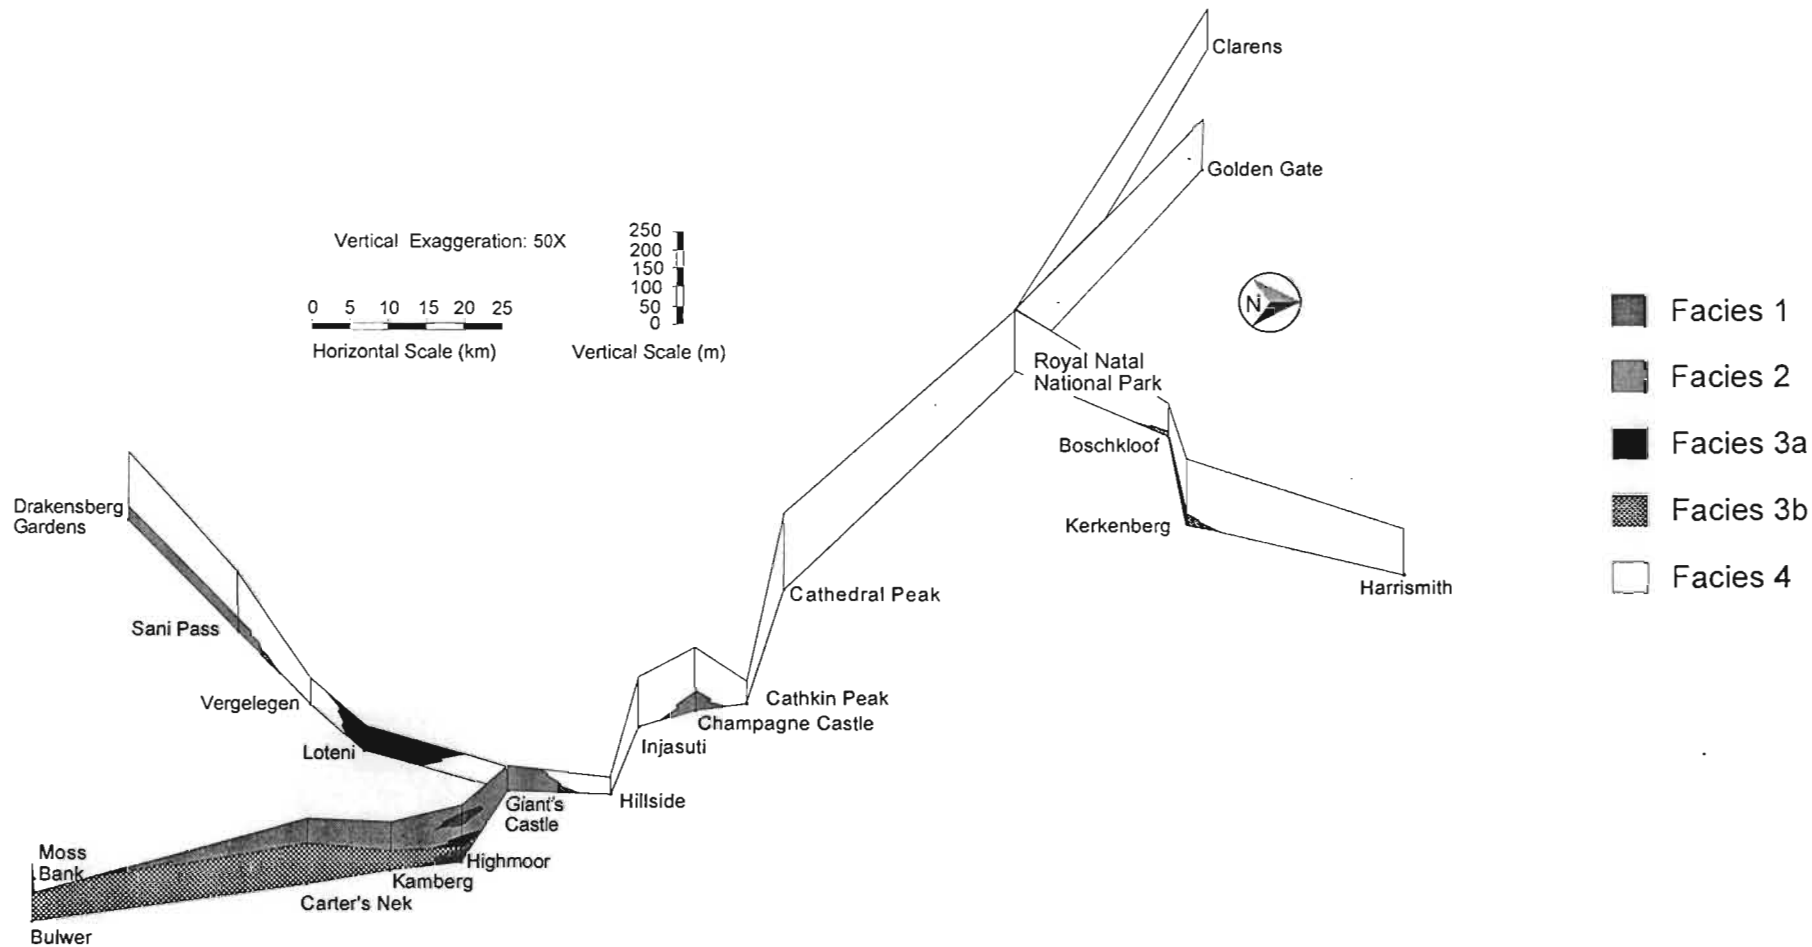 Clarens
Golden Gate
Vertical Exaggeration: 50X
250
200
150
100
50
0
0 5 10 15 20 25
Horizontal Scale (km)
Vertical Scale (m)
N
Facies 1
Facies 2
Facies 3a
Facies 3b
Facies 4
Royal Natal
National Park
Boschkloof
Kerkenberg
Harrismith
Drakensberg
Gardens
Sani Pass
Vergelegen
Loteni
Cathedral Peak
Cathkin Peak
Champagne Castle
Injasuti
Hillside
Giant's
Castle
Highmoor
Kamberg
Carter's Nek
Moss
Bank
Bulwer